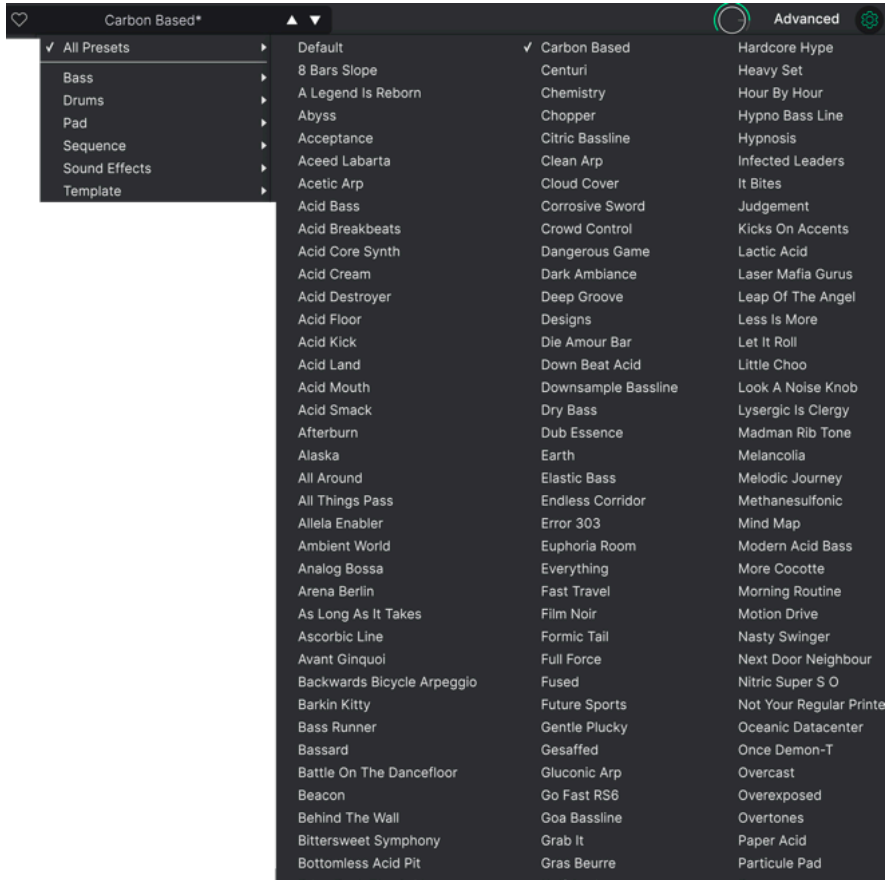 Carbon Based*
Advanced
✓ All Presets
Bass
Drums
Pad
Sequence
Sound Effects
Template
Default
8 Bars Slope
A Legend Is Reborn
Abyss
Acceptance
Aceed Labarta
Acetic Arp
Acid Bass
Acid Breakbeats
Acid Core Synth
Acid Cream
Acid Destroyer
Acid Floor
Acid Kick
Acid Land
Acid Mouth
Acid Smack
Afterburn
Alaska
All Around
All Things Pass
Allela Enabler
Ambient World
Analog Bossa
Arena Berlin
As Long As It Takes
Ascorbic Line
Avant Ginquoi
Backwards Bicycle Arpeggio
Barkin Kitty
Bass Runner
Bassard
Battle On The Dancefloor
Beacon
Behind The Wall
Bittersweet Symphony
Bottomless Acid Pit
✓ Carbon Based
Centuri
Chemistry
Chopper
Citric Bassline
Clean Arp
Cloud Cover
Corrosive Sword
Crowd Control
Dangerous Game
Dark Ambiance
Deep Groove
Designs
Die Amour Bar
Down Beat Acid
Downsample Bassline
Dry Bass
Dub Essence
Earth
Elastic Bass
Endless Corridor
Error 303
Euphoria Room
Everything
Fast Travel
Film Noir
Formic Tail
Full Force
Fused
Future Sports
Gentle Plucky
Gesaffed
Gluconic Arp
Go Fast RS6
Goa Bassline
Grab It
Gras Beurre
Hardcore Hype
Heavy Set
Hour By Hour
Hypno Bass Line
Hypnosis
Infected Leaders
It Bites
Judgement
Kicks On Accents
Lactic Acid
Laser Mafia Gurus
Leap Of The Angel
Less Is More
Let It Roll
Little Choo
Look A Noise Knob
Lysergic Is Clergy
Madman Rib Tone
Melancolia
Melodic Journey
Methanesulfonic
Mind Map
Modern Acid Bass
More Cocotte
Morning Routine
Motion Drive
Nasty Swinger
Next Door Neighbour
Nitric Super S O
Not Your Regular Printe
Oceanic Datacenter
Once Demon-T
Overcast
Overexposed
Overtones
Paper Acid
Particule Pad